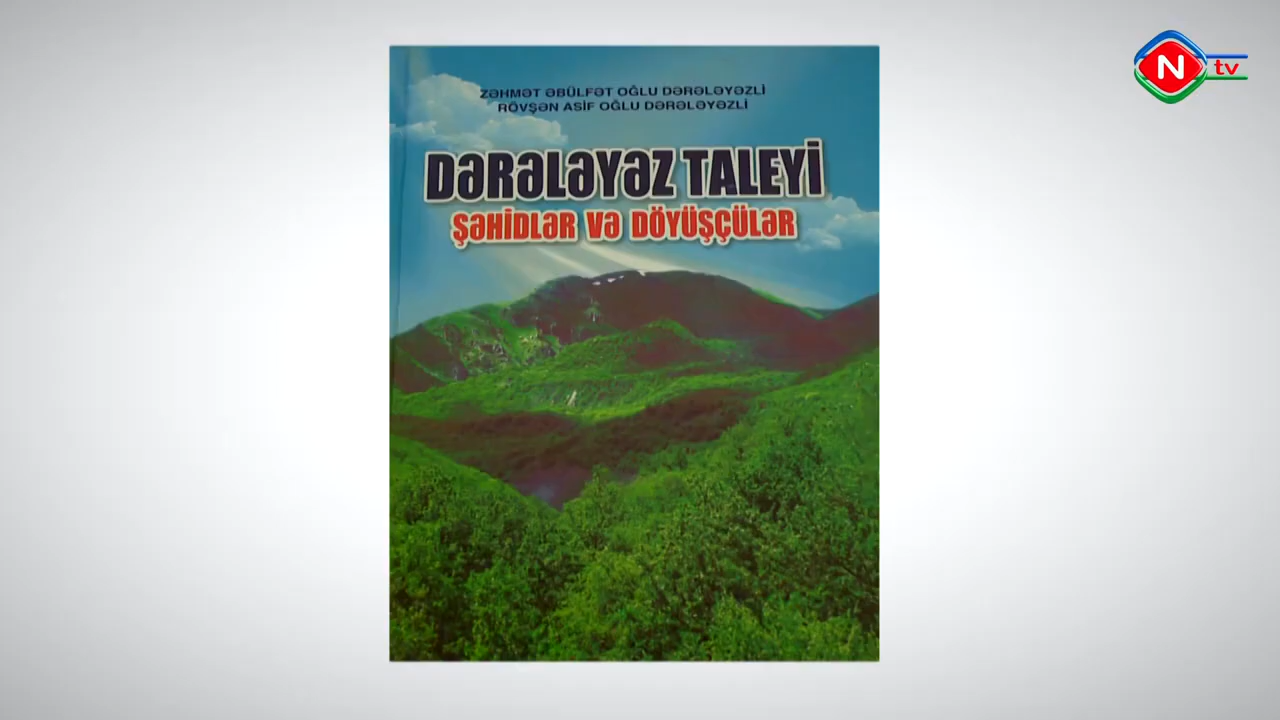 ZƏHMƏT ƏBÜLFƏT OĞLU DƏRƏLƏYƏZLİ
RÖVŞƏN ASİF OĞLU DƏRƏLƏYƏZLİ
DƏRƏLƏYƏZ TALEYİ
ŞƏHİDLƏR VƏ DÖYÜŞÇÜLƏR
N tv